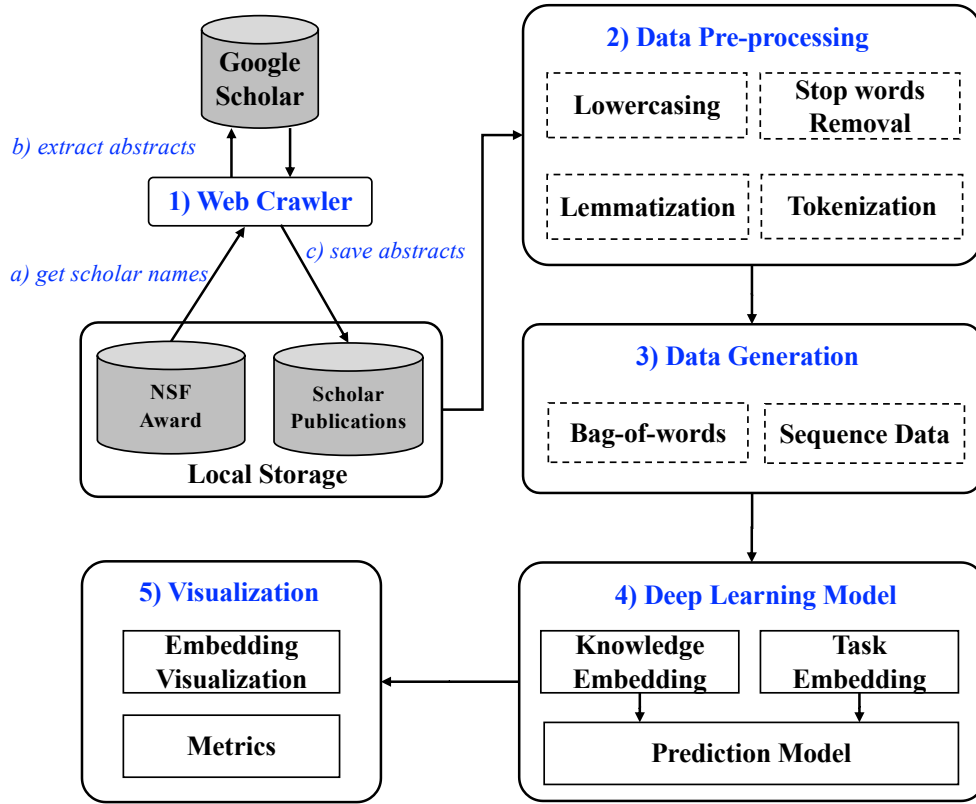 Google
Scholar
b) extract abstracts
1) Web Crawler
a) get scholar names
c) save abstracts
NSF
Award
Scholar
Publications
Local Storage
2) Data Pre-processing
Lowercasing
Stop words
Removal
Lemmatization
Tokenization
3) Data Generation
Bag-of-words
Sequence Data
4) Deep Learning Model
Knowledge
Embedding
Task
Embedding
Prediction Model
5) Visualization
Embedding
Visualization
Metrics